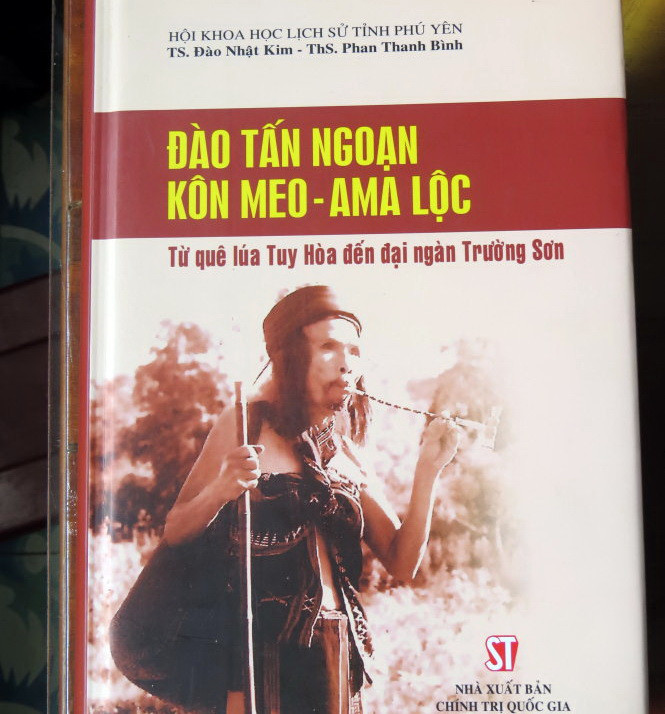 HỘI KHOA HỌC LỊCH SỬ TỈNH PHÚ YÊN
TS. Đào Nhật Kim - ThS. Phan Thanh Bình
ĐÀO TẤN NGOẠN
KÔN MEO - AMA LỘC
Từ quê lúa Tuy Hòa đến đại ngàn Trường Sơn
ST
NHÀ XUẤT BẢN
CHÍNH TRỊ QUỐC GIA